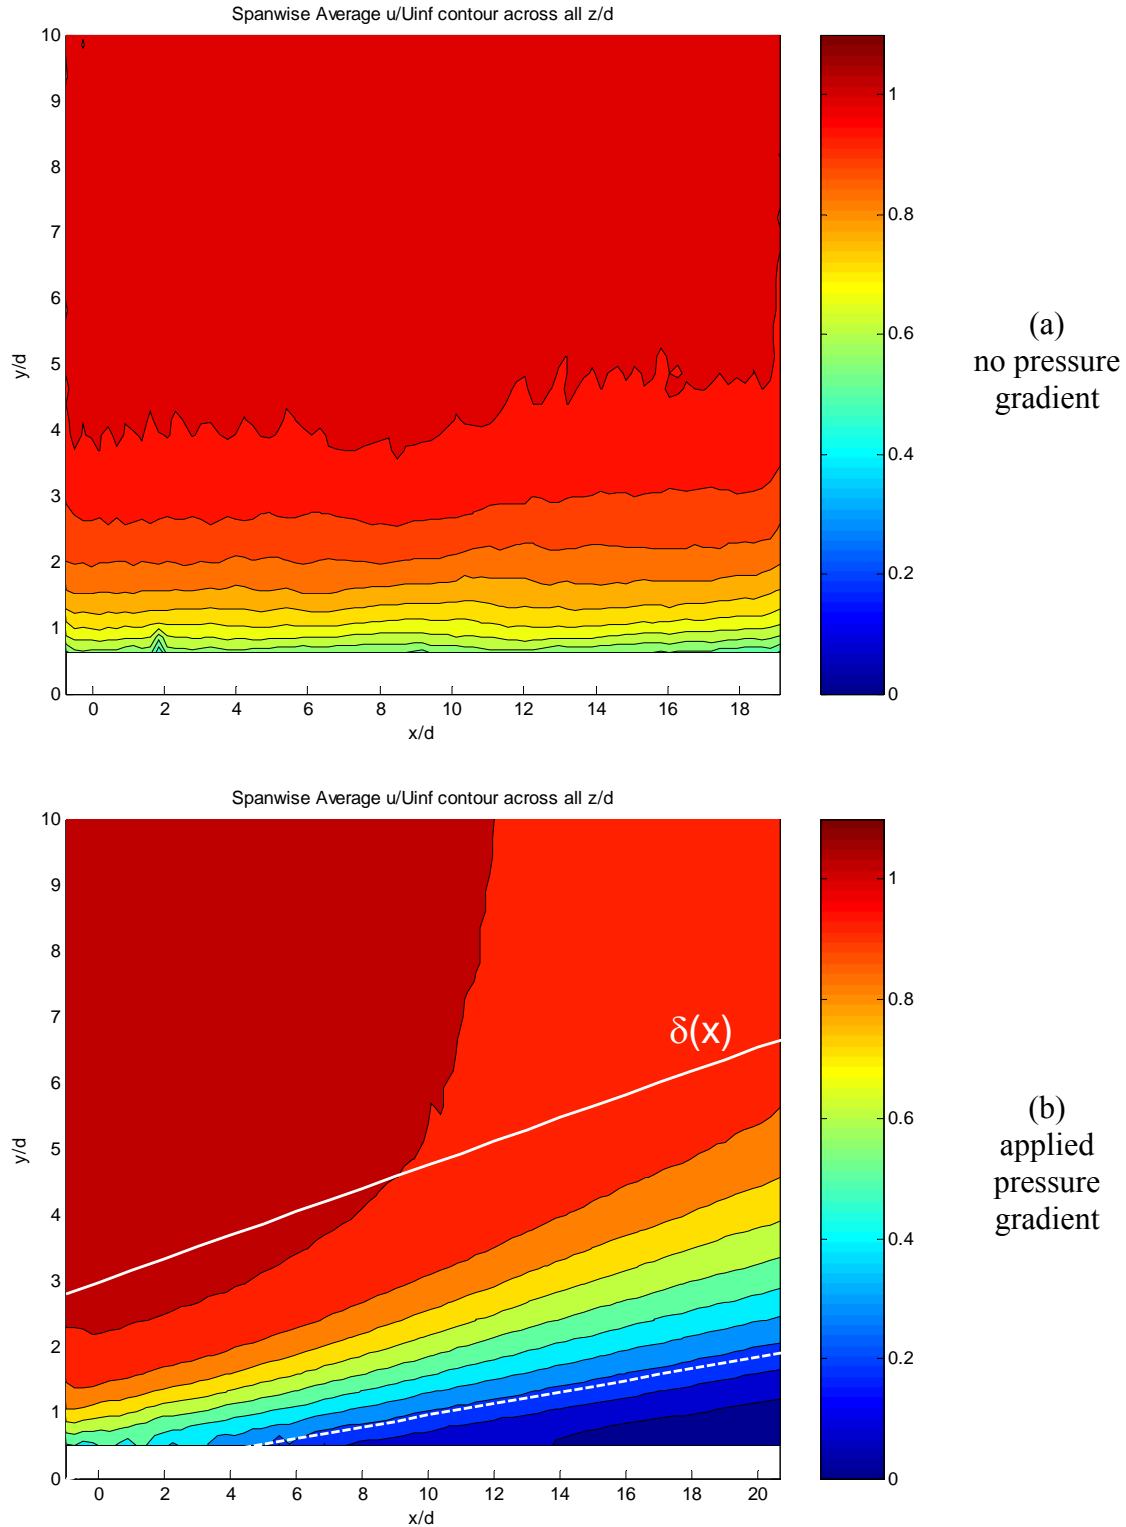 Spanwise Average u/Uinf contour across all z/d
10
9
8
7
6
5
4
3
2
1
0
y/d
0 2 4 6 8 10 12 14 16 18
x/d
1
0.8
0.6
0.4
0.2
0
(a)
no pressure
gradient
Spanwise Average u/Uinf contour across all z/d
10
9
8
7
6
5
4
3
2
1
0
y/d
0 2 4 6 8 10 12 14 16 18 20
x/d
δ(x)
1
0.8
0.6
0.4
0.2
0
(b)
applied
pressure
gradient